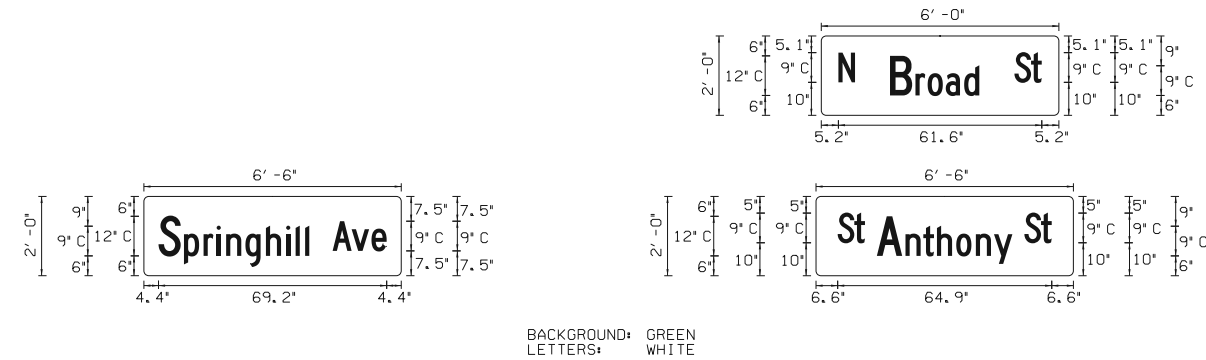 6' -0"
2' -0"
6"
12" C
6"
5.1"
9" C
10"
N Broad St
5.1"
9" C
10"
5.1"
9" C
10"
9"
9" C
6"
5.2"
61.6"
5.2"
6' -6"
2' -0"
9"
9" C
6"
6"
12" C
6"
Springhill Ave
7.5"
9" C
7.5"
7.5"
9" C
7.5"
4.4"
69.2"
4.4"
6' -6"
2' -0"
6"
12" C
6"
5"
9" C
10"
5"
9" C
10"
St Anthony St
5"
9" C
10"
5"
9" C
10"
9"
9" C
6"
6.6"
64.9"
6.6"
BACKGROUND: GREEN
LETTERS: WHITE